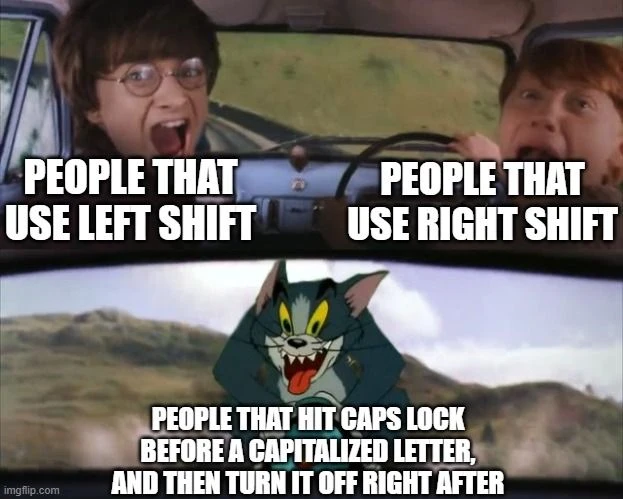 PEOPLE THAT
USE LEFT SHIFT
PEOPLE THAT
USE RIGHT SHIFT
PEOPLE THAT HIT CAPS LOCK
BEFORE A CAPITALIZED LETTER,
AND THEN TURN IT OFF RIGHT AFTER
imgflip.com